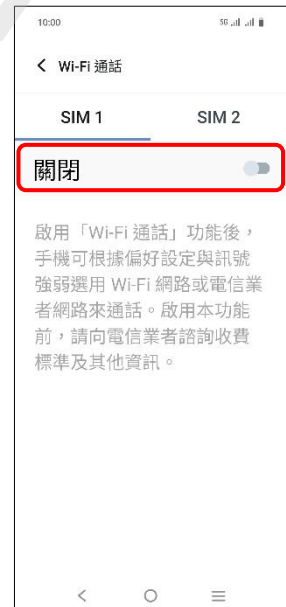 10:00 5G
Wi-Fi 通話
SIM 1 SIM 2
關閉
啟用「Wi-Fi 通話」功能後，
手機可根據偏好設定與訊號
強弱選用 Wi-Fi 網路或電信業
者網路來通話。啟用本功能
前，請向電信業者諮詢收費
標準及其他資訊。